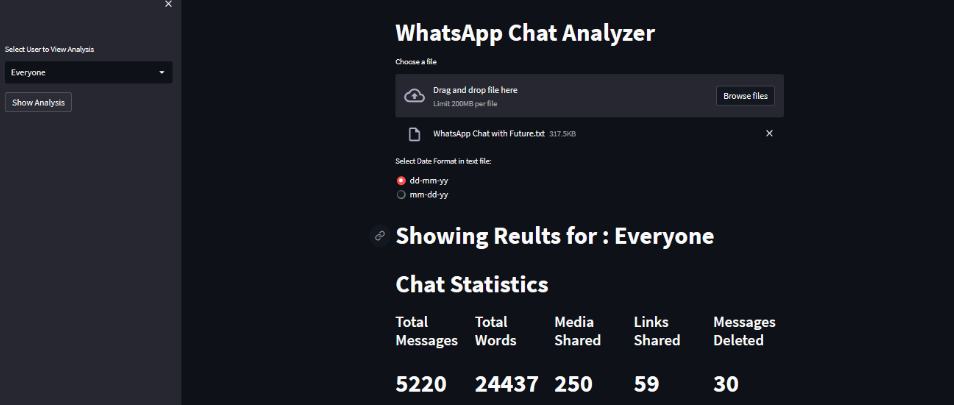 Select User to View Analysis
Everyone
Show Analysis
WhatsApp Chat Analyzer
Choose a file
Drag and drop file here
Limit 200MB per file
Browse files
WhatsApp Chat with Future.txt 317.5KB
Select Date Format in text file:
dd-mm-yy
mm-dd-yy
Showing Reults for : Everyone
Chat Statistics
Total Messages
Total Words
Media Shared
Links Shared
Messages Deleted
5220 24437 250 59 30